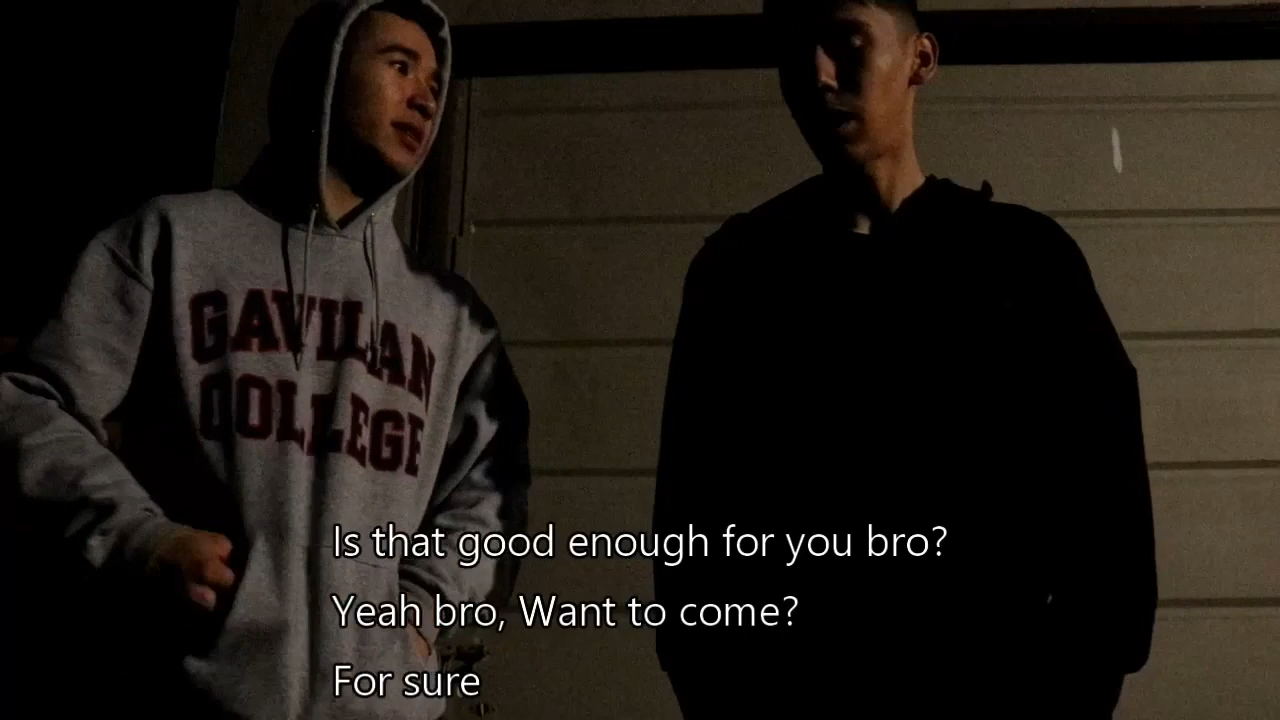 GAVILAN
COLLEGE
Is that good enough for you bro?
Yeah bro, Want to come?
For sure